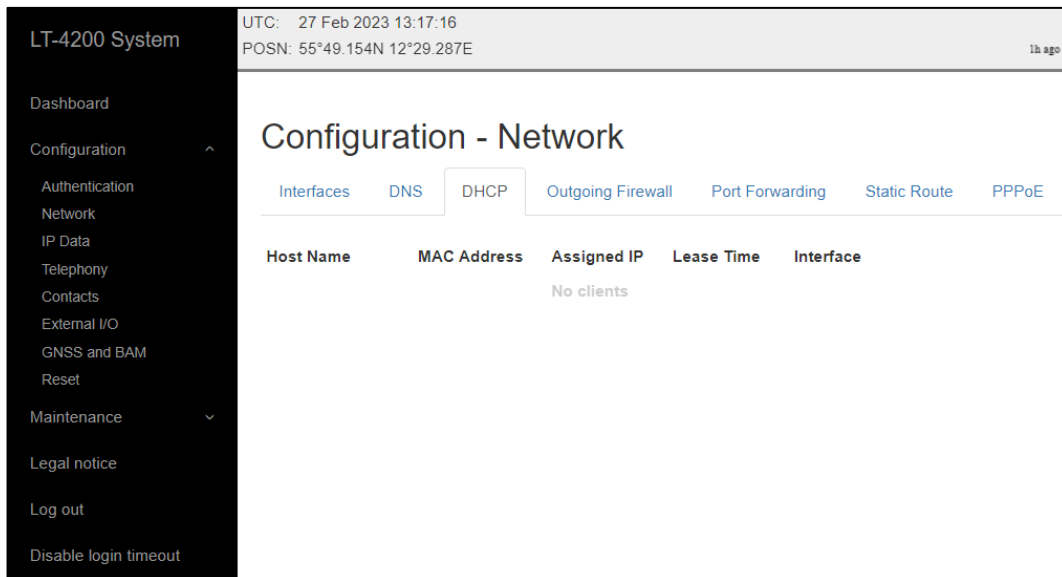 LT-4200 System
UTC: 27 Feb 2023 13:17:16
POSN: 55°49.154N 12°29.287E
1h ago
Dashboard
Configuration
Authentication
Network
IP Data
Telephony
Contacts
External I/O
GNSS and BAM
Reset
Maintenance
Legal notice
Log out
Disable login timeout
Configuration - Network
Interfaces DNS DHCP Outgoing Firewall Port Forwarding Static Route PPPoE
Host Name MAC Address Assigned IP Lease Time Interface
No clients